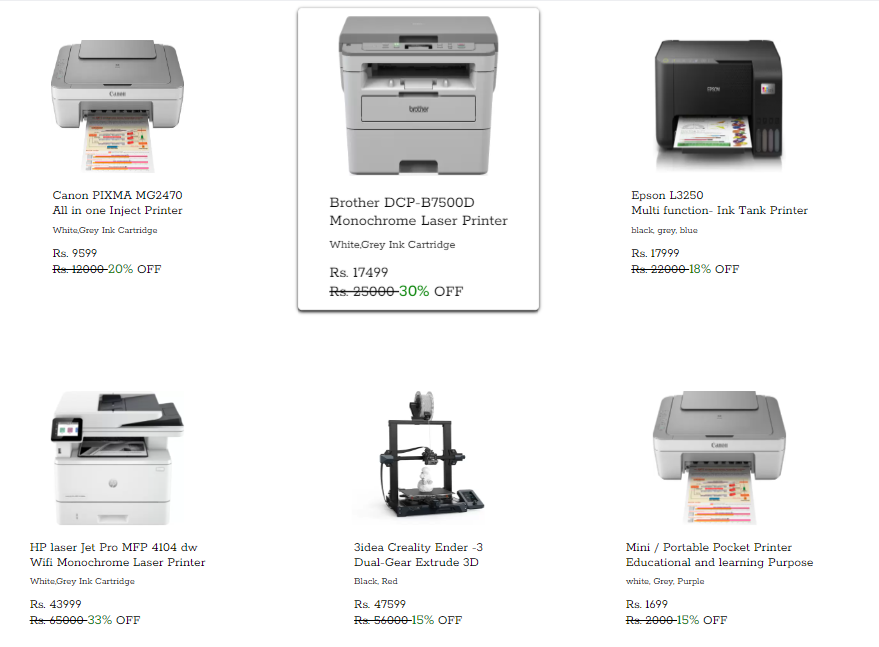 Canon
Canon PIXMA MG2470
All in one Inject Printer
White,Grey Ink Cartridge
Rs. 9599
Rs. 12000 20% OFF
brother
Brother DCP-B7500D
Monochrome Laser Printer
White,Grey Ink Cartridge
Rs. 17499
Rs. 25000 30% OFF
EPSON
Epson L3250
Multi function- Ink Tank Printer
black, grey, blue
Rs. 17999
Rs. 22000 18% OFF
HP laser Jet Pro MFP 4104 dw
Wifi Monochrome Laser Printer
White,Grey Ink Cartridge
Rs. 43999
Rs. 65000 33% OFF
3idea Creality Ender -3
Dual-Gear Extrude 3D
Black, Red
Rs. 47599
Rs. 56000 15% OFF
Canon
Mini / Portable Pocket Printer
Educational and learning Purpose
white, Grey, Purple
Rs. 1699
Rs. 2000 15% OFF